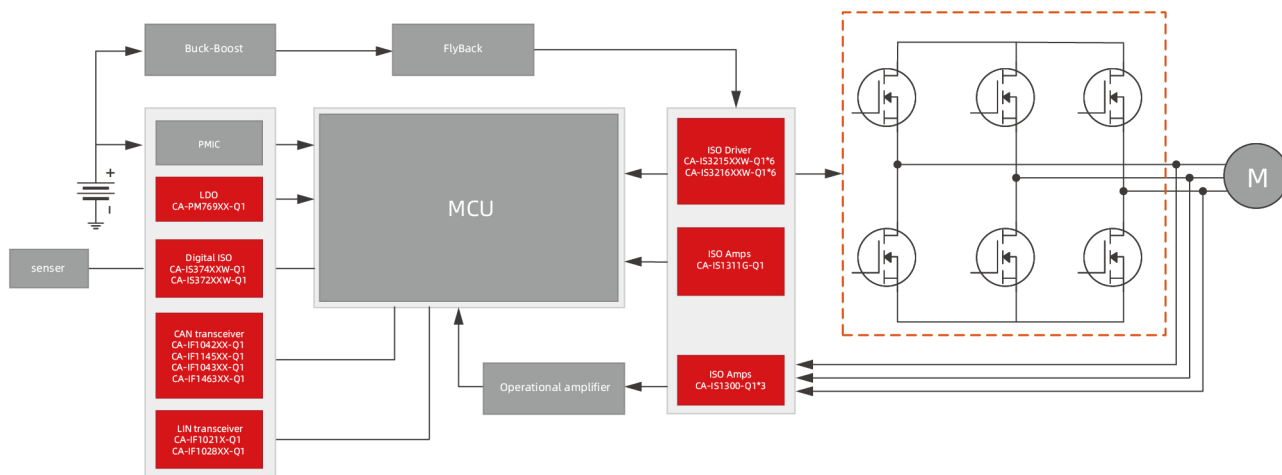 Buck-Boost
FlyBack
PMIC
LDO
CA-PM769XX-Q1
Digital ISO
CA-IS374XXW-Q1
CA-IS372XXW-Q1
CAN transceiver
CA-IF1042XX-Q1
CA-IF1145XX-Q1
CA-IF1043XX-Q1
CA-IF1463XX-Q1
LIN transceiver
CA-IF1021X-Q1
CA-IF1028XX-Q1
+
-
senser
MCU
Operational amplifier
ISO Driver
CA-IS3215XXW-Q1*6
CA-IS3216XXW-Q1*6
ISO Amps
CA-IS1311G-Q1
ISO Amps
CA-IS1300-Q1*3
M